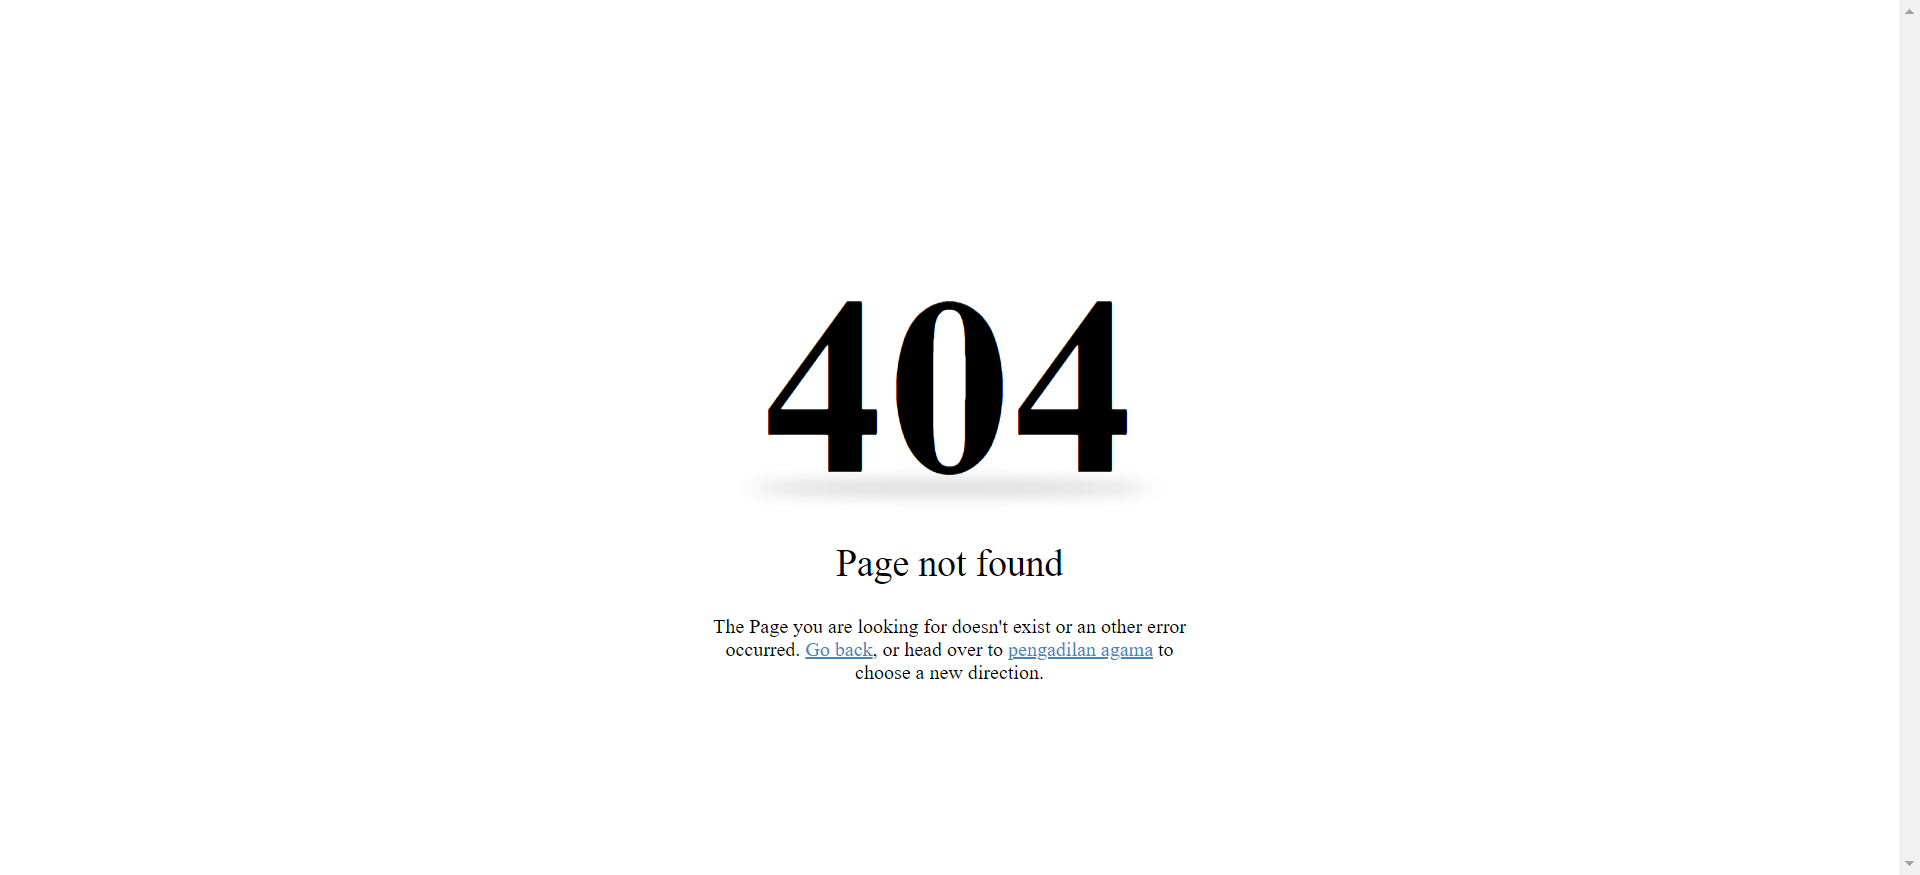 404
Page not found
The Page you are looking for doesn't exist or an other error
occurred. Go back, or head over to pengadilan agama to
choose a new direction.